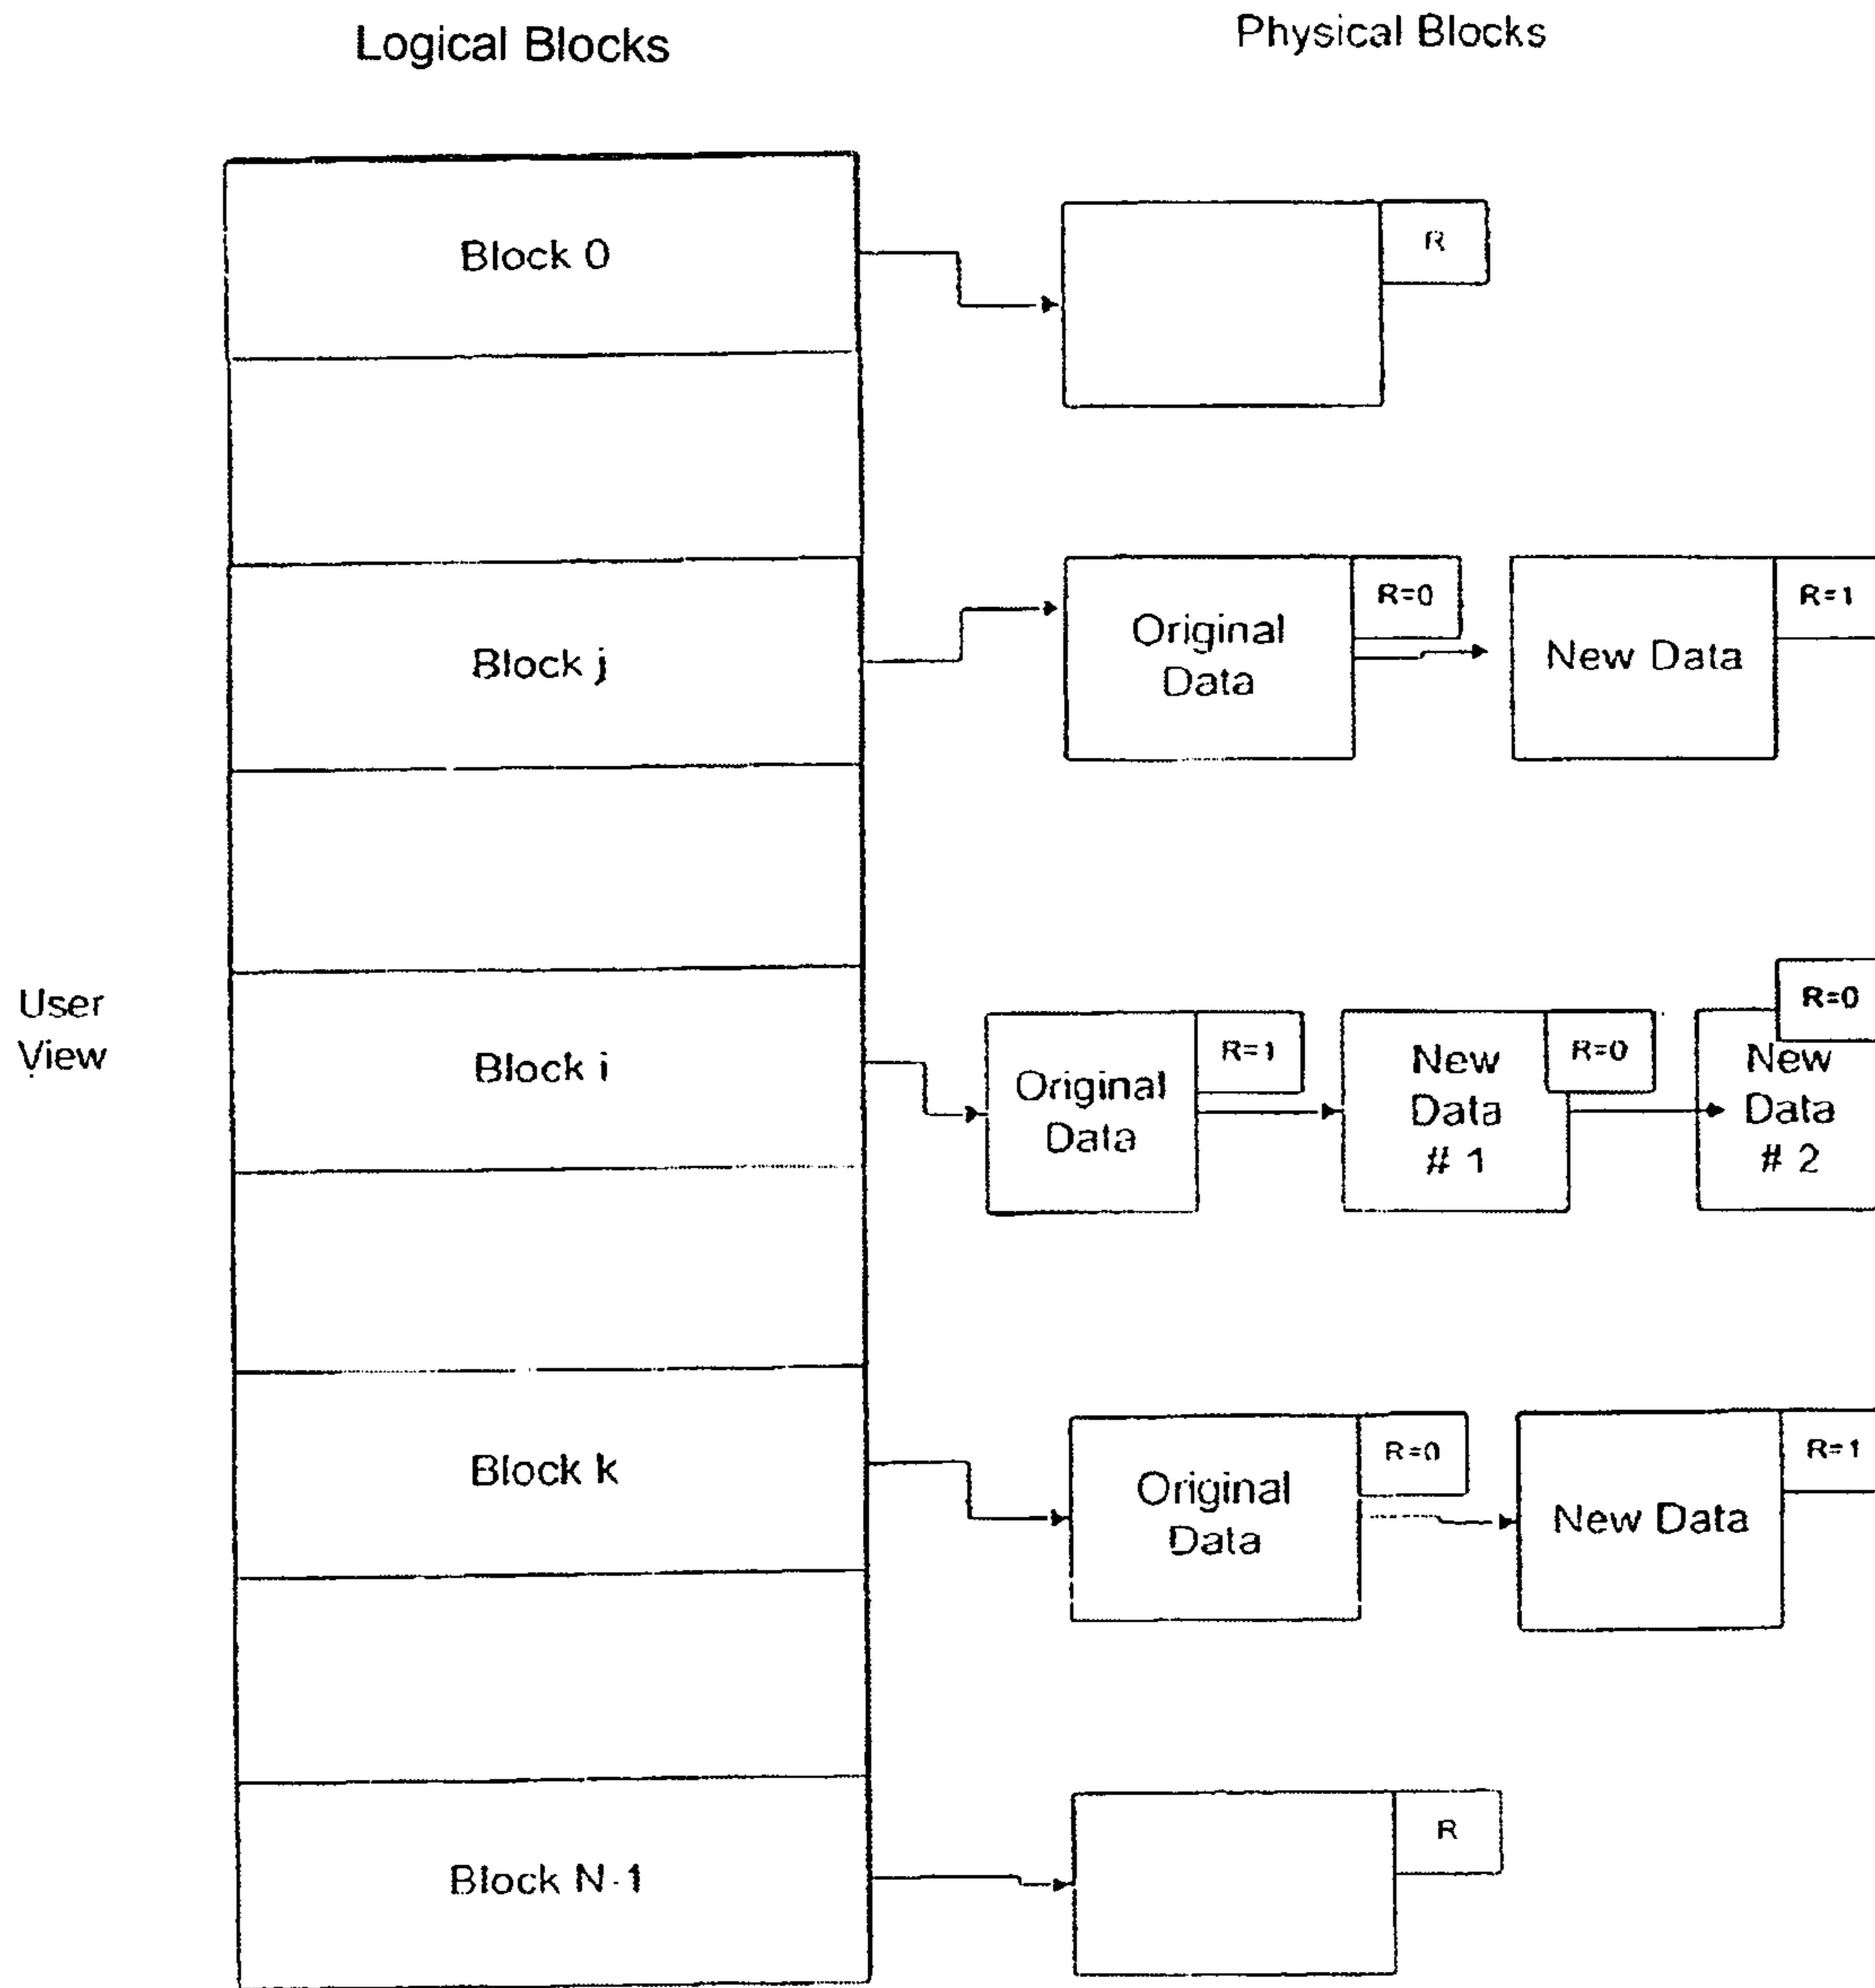 Logical Blocks
Physical Blocks
Block 0
R
Block j
Original
Data
R=0
New Data
R=1
User
View
Block i
Original
Data
R=1
New
Data
# 1
R=0
New
Data
# 2
R=0
Block k
Original
Data
R=0
New Data
R=1
Block N-1
R